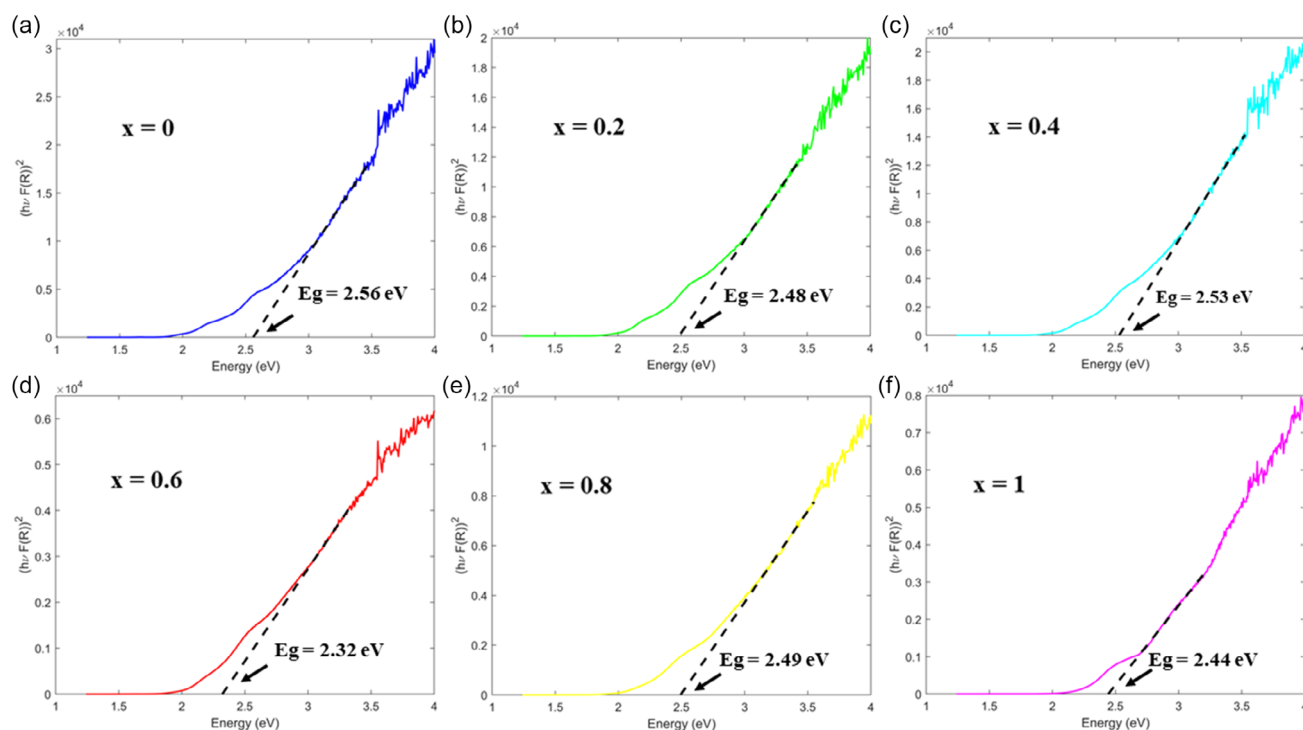 (a)
×10⁴
3
2.5
2
1.5
1
0.5
0
(hν F(R))²
x = 0
Eg = 2.56 eV
1 1.5 2 2.5 3 3.5 4
Energy (eV)
(b)
×10⁴
2
1.8
1.6
1.4
1.2
1
0.8
0.6
0.4
0.2
0
(hν F(R))²
x = 0.2
Eg = 2.48 eV
1 1.5 2 2.5 3 3.5 4
Energy (eV)
(c)
×10⁴
2
1.8
1.6
1.4
1.2
1
0.8
0.6
0.4
0.2
0
(hν F(R))²
x = 0.4
Eg = 2.53 eV
1 1.5 2 2.5 3 3.5 4
Energy (eV)
(d)
×10⁴
0.6
0.5
0.4
0.3
0.2
0.1
0
(hν F(R))²
x = 0.6
Eg = 2.32 eV
1 1.5 2 2.5 3 3.5 4
Energy (eV)
(e)
×10⁴
1.2
1
0.8
0.6
0.4
0.2
0
(hν F(R))²
x = 0.8
Eg = 2.49 eV
1 1.5 2 2.5 3 3.5 4
Energy (eV)
(f)
×10⁴
0.8
0.7
0.6
0.5
0.4
0.3
0.2
0.1
0
(hν F(R))²
x = 1
Eg = 2.44 eV
1 1.5 2 2.5 3 3.5 4
Energy (eV)